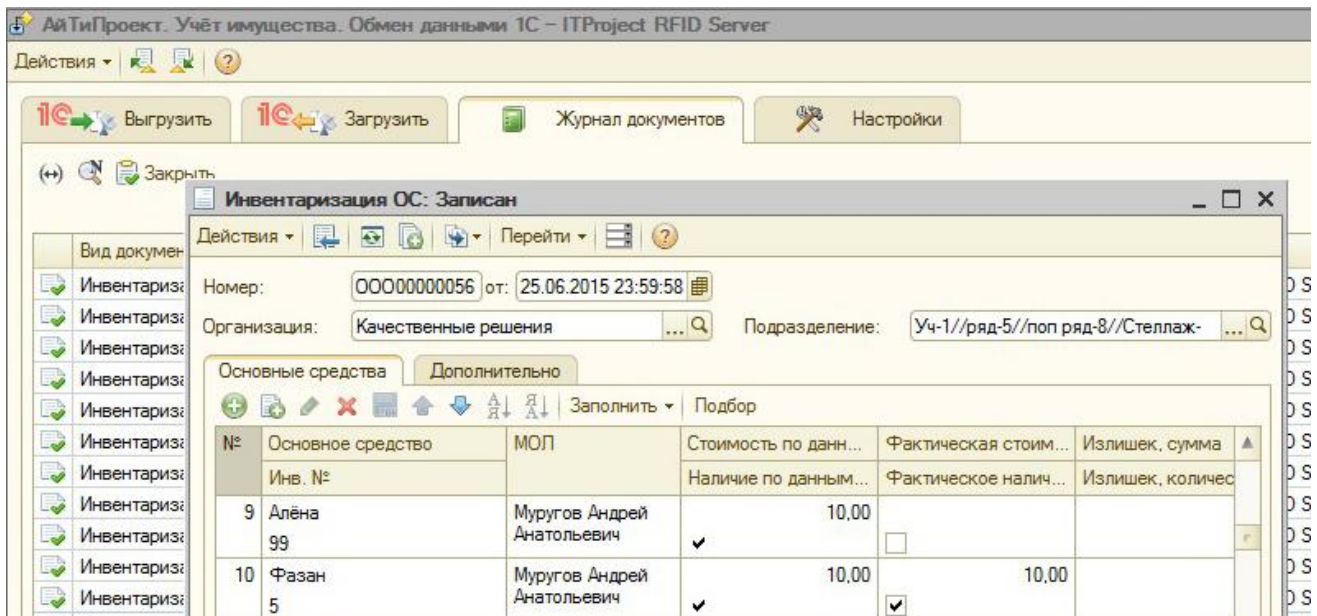 АйТиПроект. Учёт имущества. Обмен данными 1С – ITProject RFID Server
Действия
1С Выгрузить 1С Загрузить Журнал документов Настройки
(↔) Закрыть
Инвентаризация ОС: Записан
Действия Перейти
Вид докумен
Номер: ООО00000056 от: 25.06.2015 23:59:58
Организация: Качественные решения ... Подразделение: Уч-1//ряд-5//поп ряд-8//Стеллаж- ...
Основные средства Дополнительно
Заполнить Подбор
№ Основное средство МОЛ Стоимость по данн... Фактическая стоим... Излишек, сумма
Инв. № Наличие по данным... Фактическое налич... Излишек, количес
9 Алёна Муругов Андрей Анатольевич 10,00
99
10 Фазан Муругов Андрей Анатольевич 10,00 10,00
5
Инвентариза
Инвентариза
Инвентариза
Инвентариза
Инвентариза
Инвентариза
Инвентариза
Инвентариза
Инвентариза
Инвентариза
Инвентариза
D S
D S
D S
D S
D S
D S
D S
D S
D S
D S
D S